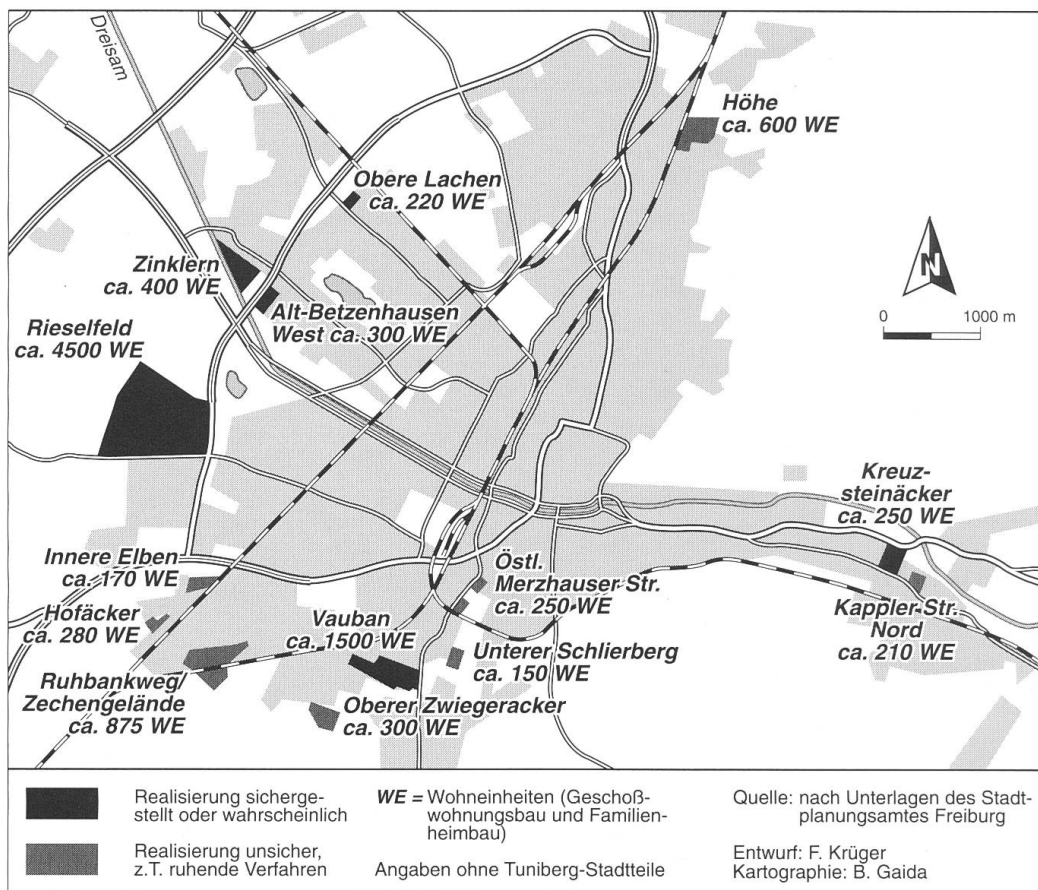 Dreisam
Höhe
ca. 600 WE
Obere Lachen
ca. 220 WE
N
0 1000 m
Zinklern
ca. 400 WE
Alt-Betzenhausen
West ca. 300 WE
Rieselfeld
ca. 4500 WE
Kreuz-
steinäcker
ca. 250 WE
Innere Elben
ca. 170 WE
Östl.
Merzhauser Str.
ca. 250 WE
Hofäcker
ca. 280 WE
Vauban
ca. 1500 WE
Kappler Str.
Nord
ca. 210 WE
Unterer Schlierberg
ca. 150 WE
Ruhbankweg/
Zechengelände
ca. 875 WE
Oberer Zwiegeracker
ca. 300 WE
Realisierung sicherge-
stellt oder wahrscheinlich
Realisierung unsicher,
z.T. ruhende Verfahren
WE = Wohneinheiten (Geschoß-
wohnungsbau und Familien-
heimbau)
Angaben ohne Tuniberg-Stadtteile
Quelle: nach Unterlagen des Stadt-
planungsamtes Freiburg
Entwurf: F. Krüger
Kartographie: B. Gaida